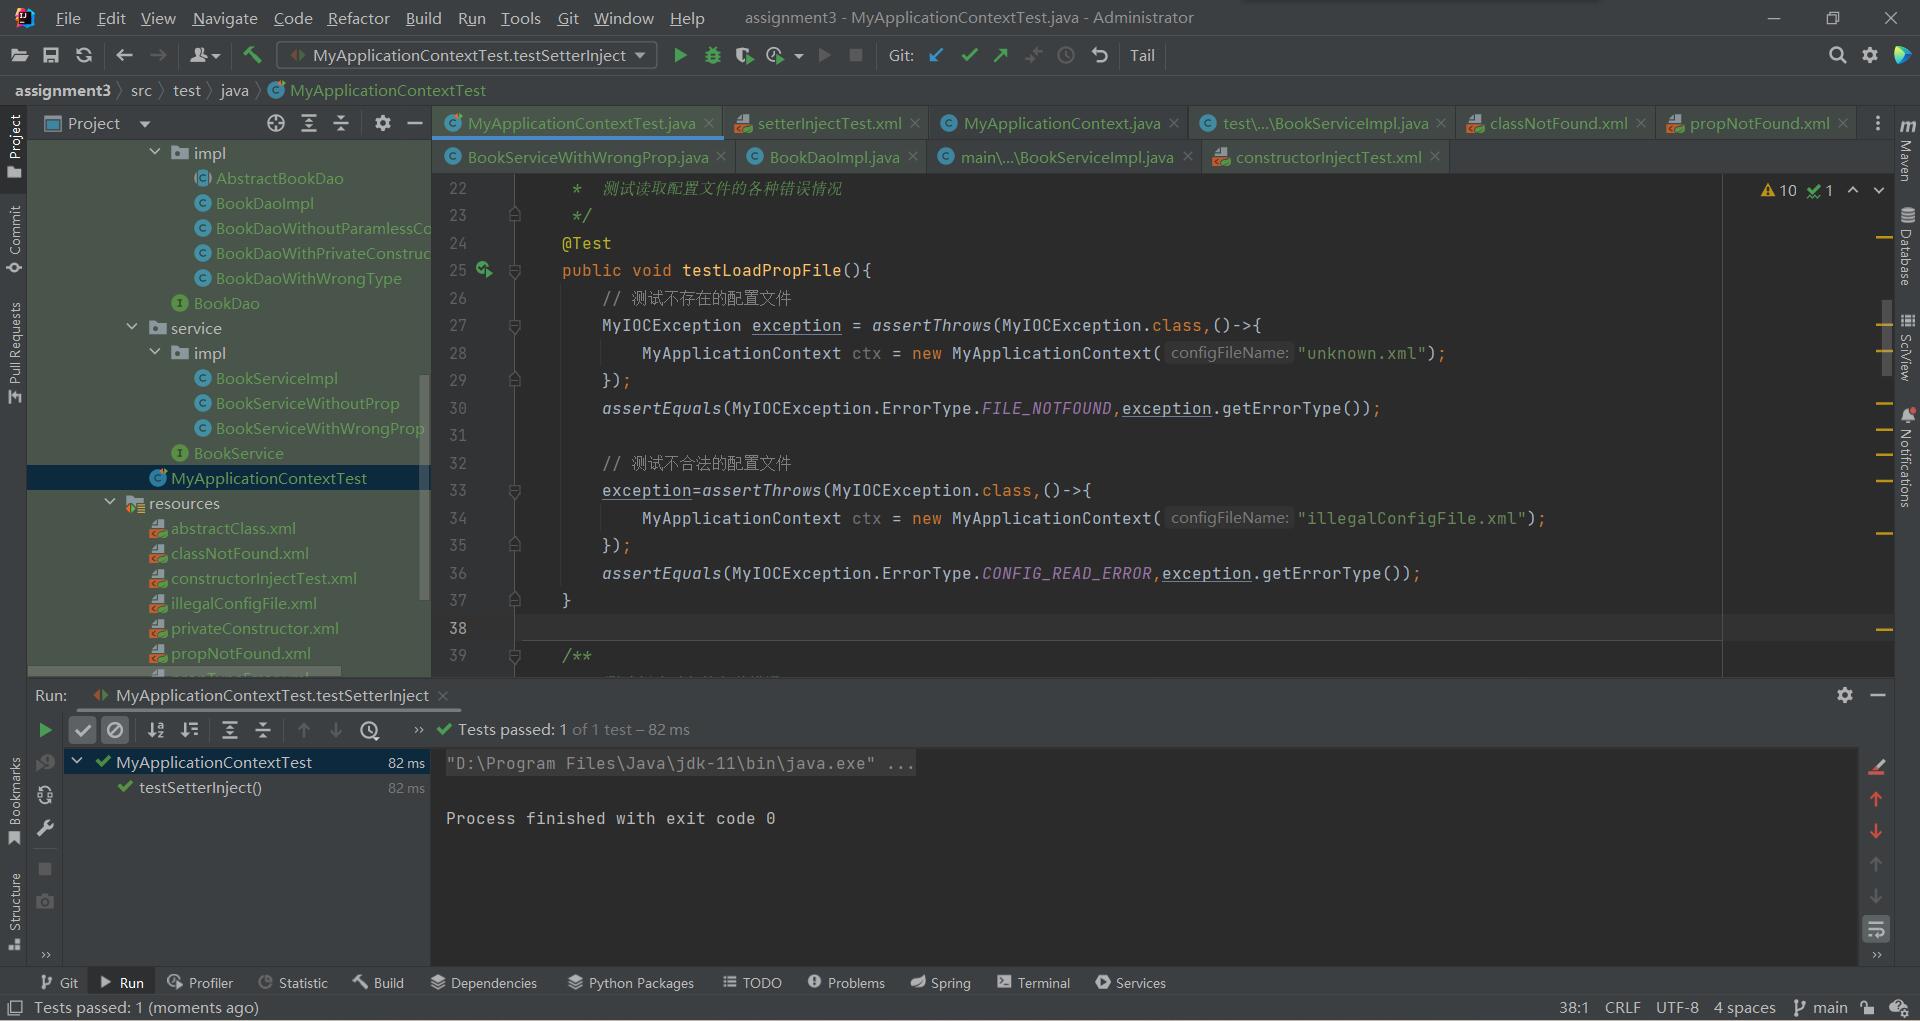 File Edit View Navigate Code Refactor Build Run Tools Git Window Help assignment3 - MyApplicationContextTest.java - Administrator
MyApplicationContextTest.testSetterInject Git: Tail
assignment3 src test java MyApplicationContextTest
Project
MyApplicationContextTest.java setterInjectTest.xml MyApplicationContext.java test\...\BookServiceImpl.java classNotFound.xml propNotFound.xml
BookServiceWithWrongProp.java BookDaoImpl.java main\...\BookServiceImpl.java constructorInjectTest.xml
Project
Commit
Pull Requests
Bookmarks
Structure
impl
AbstractBookDao
BookDaoImpl
BookDaoWithoutParamlessCo
BookDaoWithPrivateConstruc
BookDaoWithWrongType
BookDao
service
impl
BookServiceImpl
BookServiceWithoutProp
BookServiceWithWrongProp
BookService
MyApplicationContextTest
resources
abstractClass.xml
classNotFound.xml
constructorInjectTest.xml
illegalConfigFile.xml
privateConstructor.xml
propNotFound.xml
10 1
22 * 测试读取配置文件的各种错误情况
23 */
24 @Test
25 public void testLoadPropFile(){
26 // 测试不存在的配置文件
27 MyIOCException exception = assertThrows(MyIOCException.class,()->{
28 MyApplicationContext ctx = new MyApplicationContext( configFileName: "unknown.xml");
29 });
30 assertEquals(MyIOCException.ErrorType.FILE_NOTFOUND,exception.getErrorType());
31
32 // 测试不合法的配置文件
33 exception=assertThrows(MyIOCException.class,()->{
34 MyApplicationContext ctx = new MyApplicationContext( configFileName: "illegalConfigFile.xml");
35 });
36 assertEquals(MyIOCException.ErrorType.CONFIG_READ_ERROR,exception.getErrorType());
37 }
38
39 /**
Maven
Database
SciView
Notifications
Run: MyApplicationContextTest.testSetterInject
Tests passed: 1 of 1 test – 82 ms
MyApplicationContextTest 82 ms
testSetterInject() 82 ms
"D:\Program Files\Java\jdk-11\bin\java.exe" ...
Process finished with exit code 0
Git Run Profiler Statistic Build Dependencies Python Packages TODO Problems Spring Terminal Services
Tests passed: 1 (moments ago) 38:1 CRLF UTF-8 4 spaces main